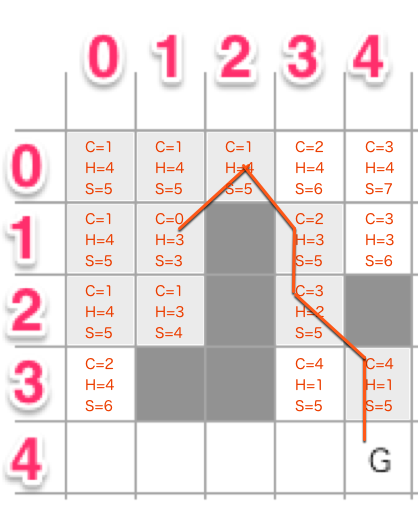 0 1 2 3 4
0
C=1 C=1 C=1 C=2 C=3
H=4 H=4 H=4 H=4 H=4
S=5 S=5 S=5 S=6 S=7
1
C=1 C=0 C=2 C=3
H=4 H=3 H=3 H=3
S=5 S=3 S=5 S=6
2
C=1 C=1 C=3
H=4 H=3 H=2
S=5 S=4 S=5
3
C=2 C=4 C=4
H=4 H=1 H=1
S=6 S=5 S=5
4
G